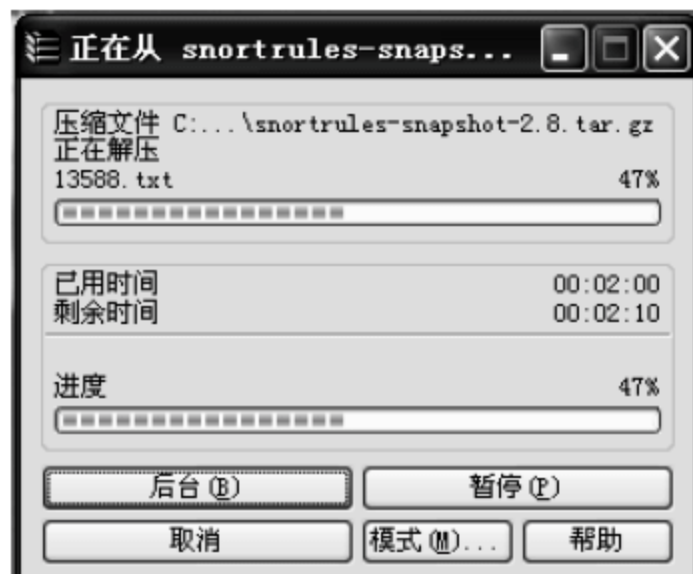 正在从 snortrules-snaps...
压缩文件 C:...\snortrules-snapshot-2.8.tar.gz
正在解压
13588.txt 47%
已用时间 00:02:00
剩余时间 00:02:10
进度 47%
后台(B) 暂停(P)
取消 模式(M)... 帮助